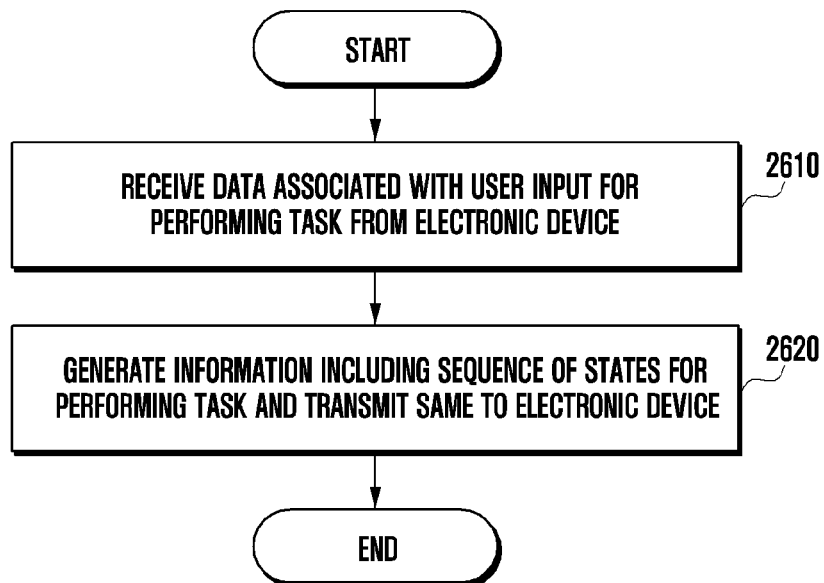 START
2610
RECEIVE DATA ASSOCIATED WITH USER INPUT FOR
PERFORMING TASK FROM ELECTRONIC DEVICE
2620
GENERATE INFORMATION INCLUDING SEQUENCE OF STATES FOR
PERFORMING TASK AND TRANSMIT SAME TO ELECTRONIC DEVICE
END